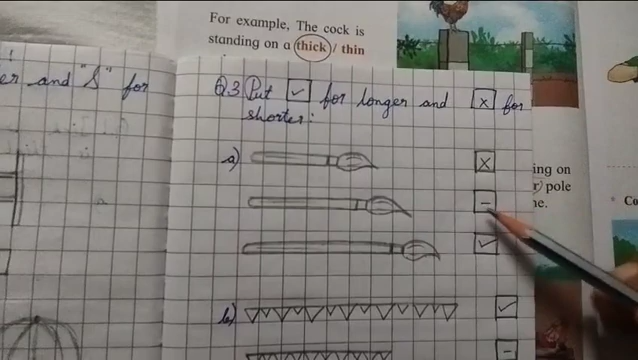 For example, The cock is
standing on a thick / thin
er and "S" for
Q.3 Put ✓ for longer and x for
shorter:
a) x
ing on
r) pole
–
ne.
✓
Co
b) ✓
–